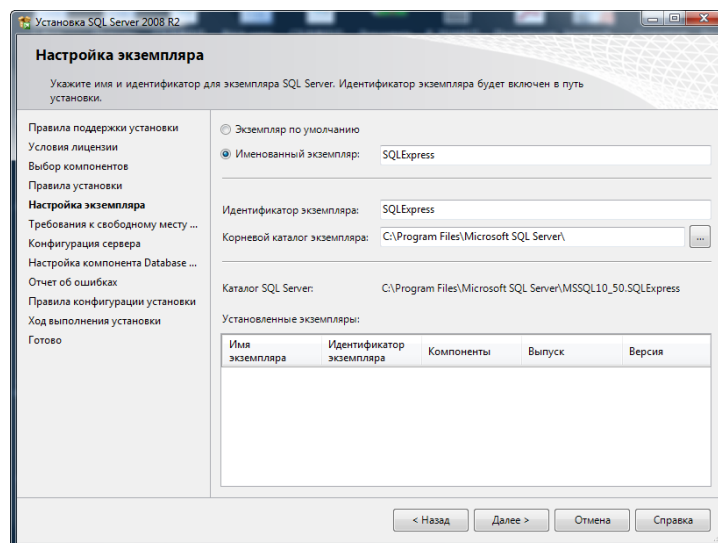 Установка SQL Server 2008 R2
Настройка экземпляра
Укажите имя и идентификатор для экземпляра SQL Server. Идентификатор экземпляра будет включен в путь
установки.
Правила поддержки установки
Условия лицензии
Выбор компонентов
Правила установки
Настройка экземпляра
Требования к свободному месту ...
Конфигурация сервера
Настройка компонента Database ...
Отчет об ошибках
Правила конфигурации установки
Ход выполнения установки
Готово
Экземпляр по умолчанию
Именованный экземпляр: SQLExpress
Идентификатор экземпляра: SQLExpress
Корневой каталог экземпляра: C:\Program Files\Microsoft SQL Server\ ...
Каталог SQL Server: C:\Program Files\Microsoft SQL Server\MSSQL10_50.SQLExpress
Установленные экземпляры:
Имя экземпляра Идентификатор экземпляра Компоненты Выпуск Версия
< Назад Далее > Отмена Справка